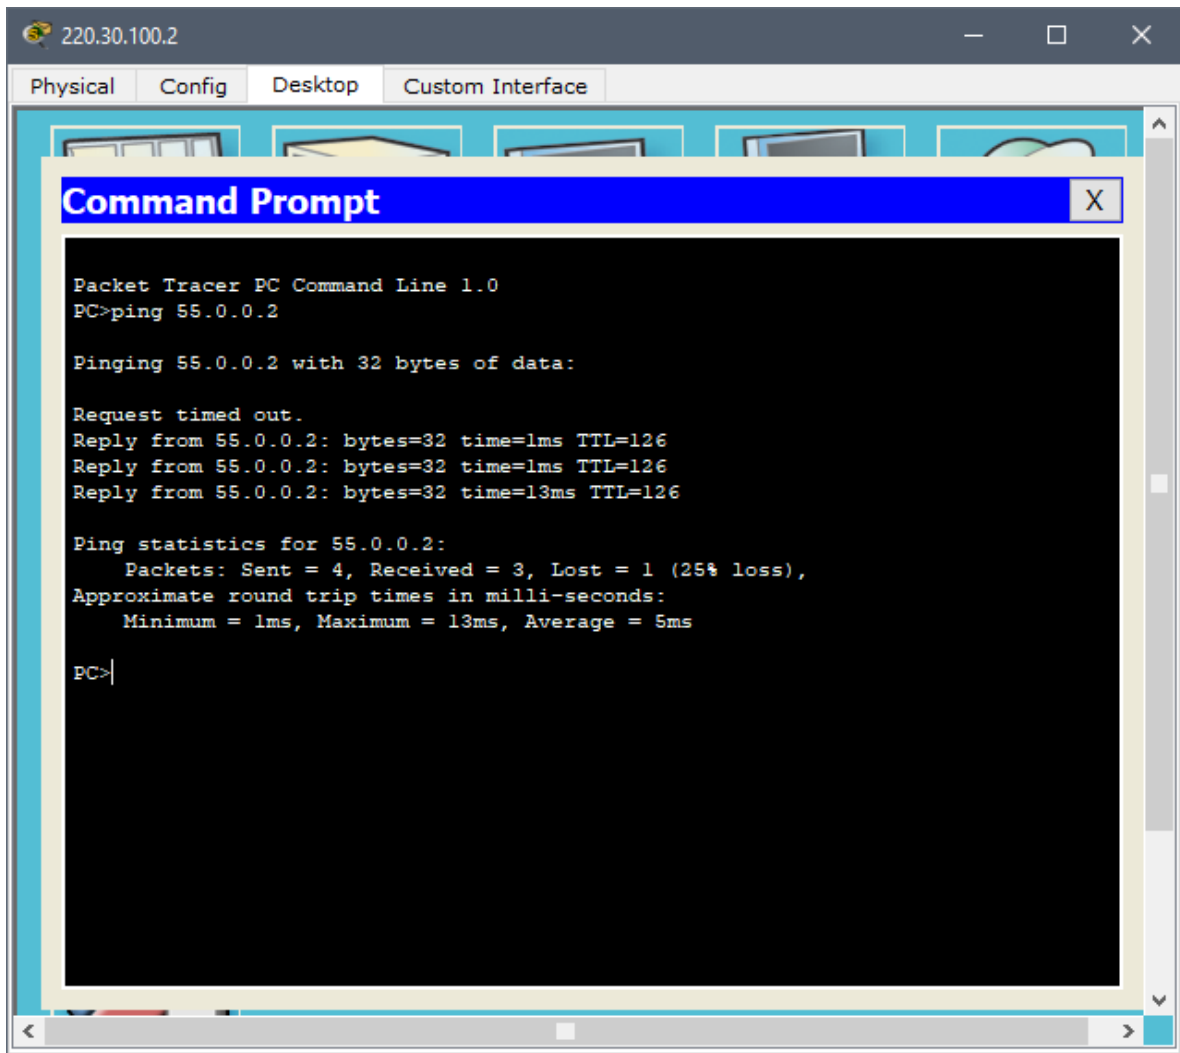 220.30.100.2
Physical Config Desktop Custom Interface
Command Prompt X
Packet Tracer PC Command Line 1.0
PC>ping 55.0.0.2
Pinging 55.0.0.2 with 32 bytes of data:
Request timed out.
Reply from 55.0.0.2: bytes=32 time=1ms TTL=126
Reply from 55.0.0.2: bytes=32 time=1ms TTL=126
Reply from 55.0.0.2: bytes=32 time=13ms TTL=126
Ping statistics for 55.0.0.2:
Packets: Sent = 4, Received = 3, Lost = 1 (25% loss),
Approximate round trip times in milli-seconds:
Minimum = 1ms, Maximum = 13ms, Average = 5ms
PC>